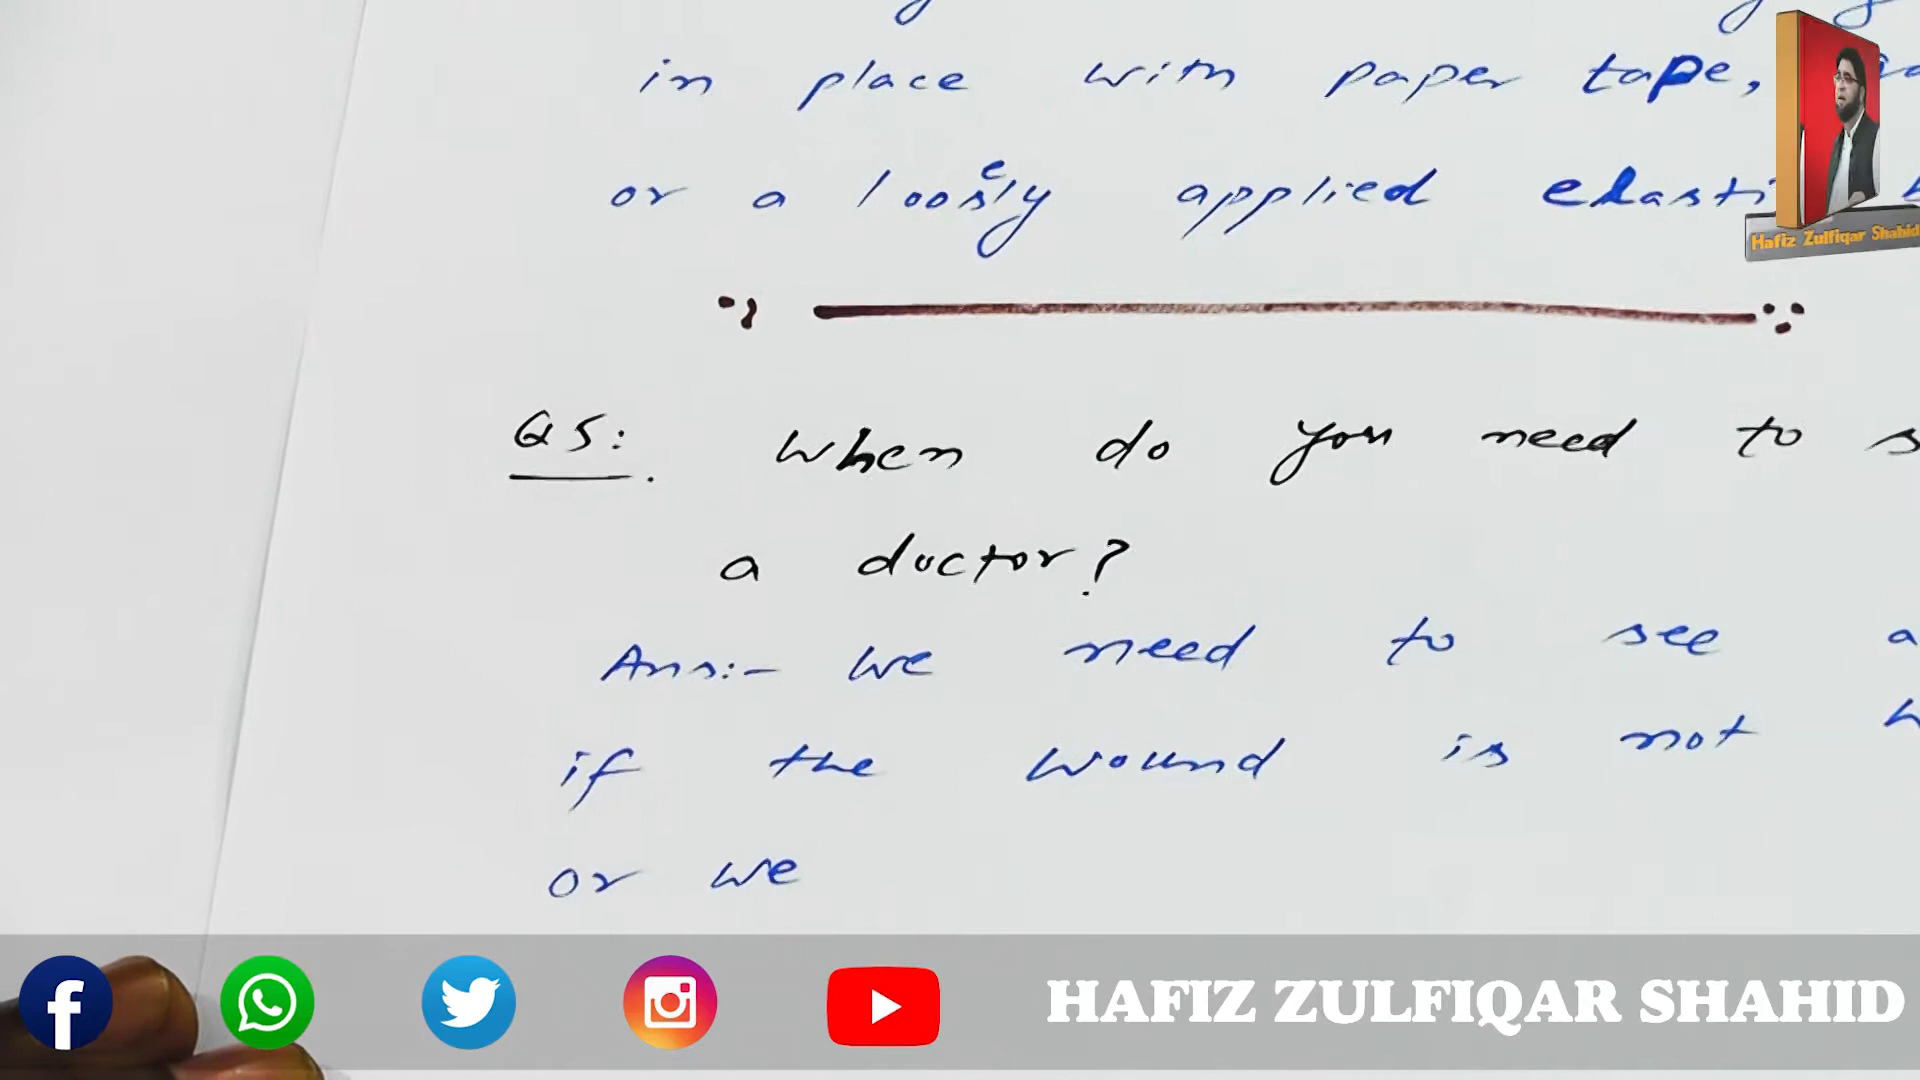 in place with paper tape,
or a loosely applied elasti
Q5: When do you need to s
a doctor?
Ans:- We need to see a
if the wound is not
or we
Hafiz Zulfiqar Shahid
HAFIZ ZULFIQAR SHAHID